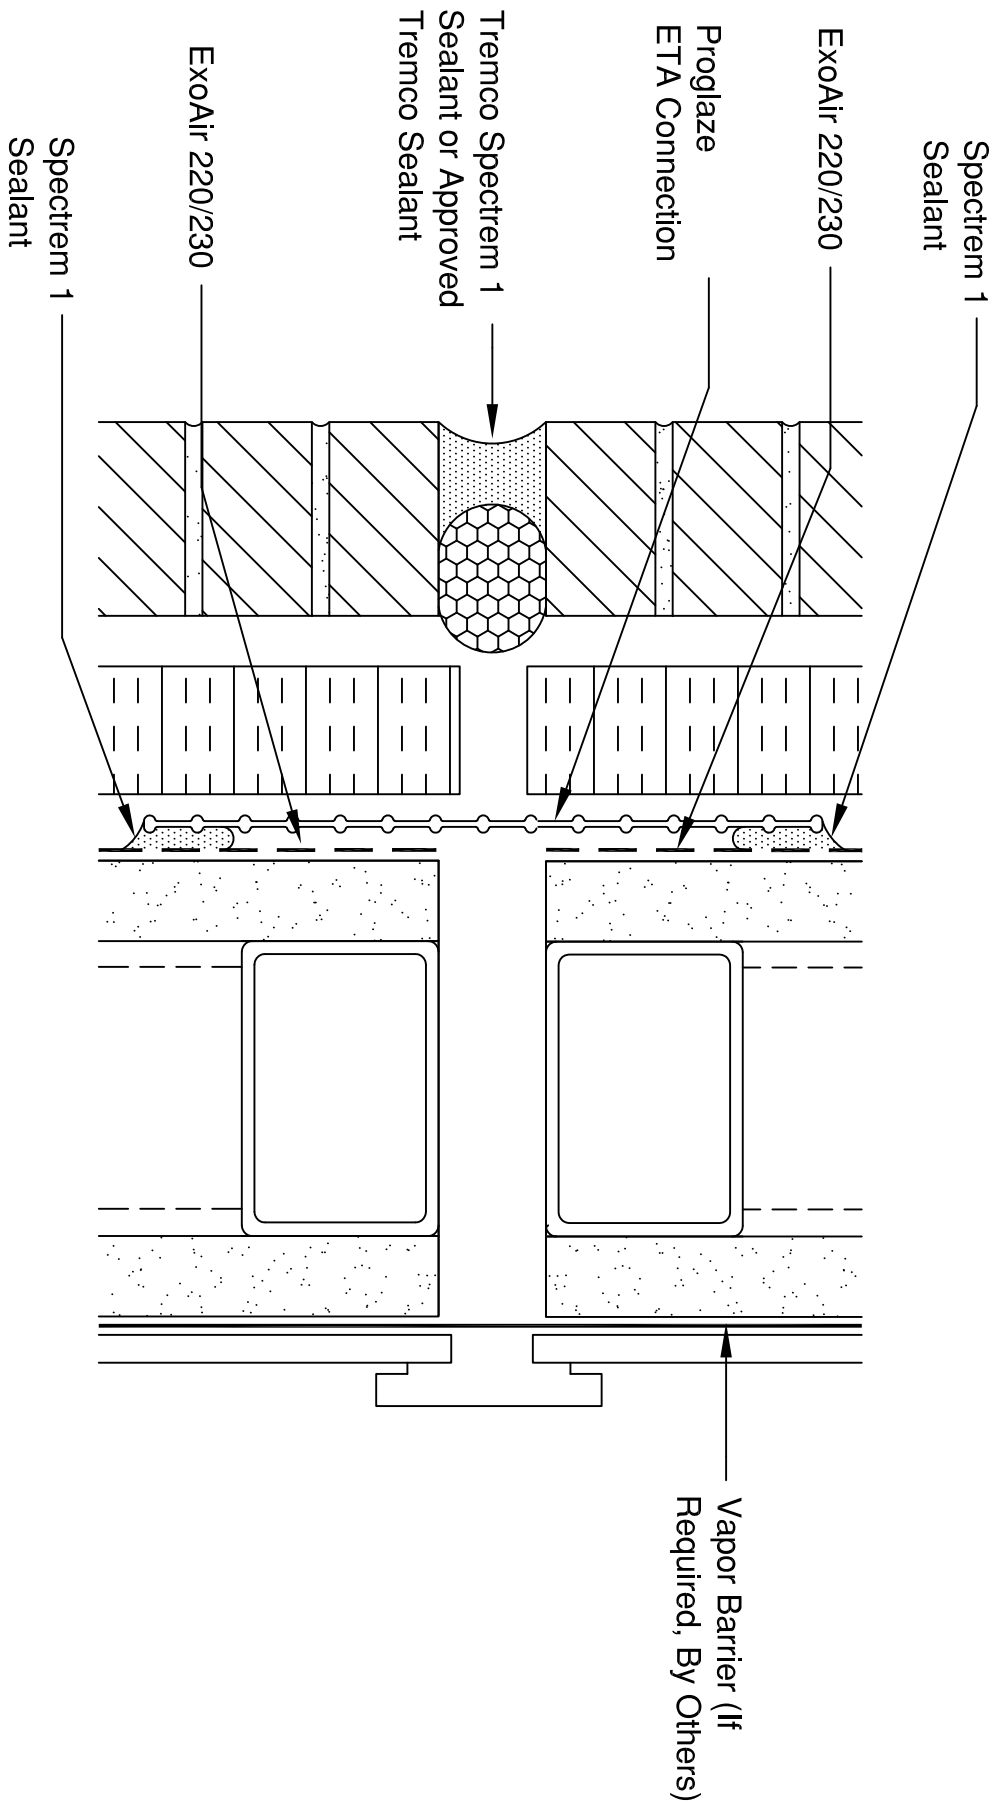 Spectrem 1
Sealant
ExoAir 220/230
Proglaze
ETA Connection
Tremco Spectrem 1
Sealant or Approved
Tremco Sealant
ExoAir 220/230
Spectrem 1
Sealant
Vapor Barrier (If
Required, By Others)